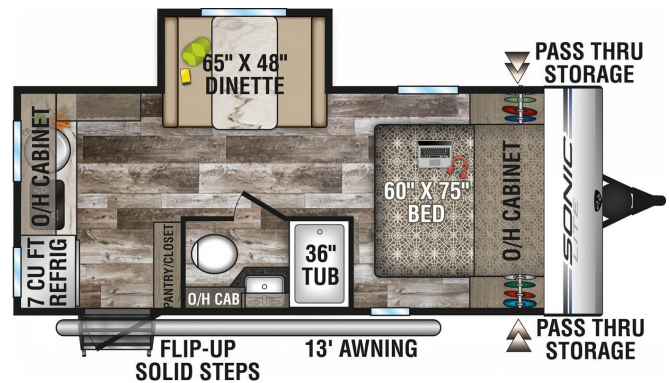 65" X 48"
DINETTE
PASS THRU
STORAGE
O/H CABINET
60" X 75"
BED
O/H CABINET
SONIC
LITE
7 CU FT
REFRIG
PANTRY/CLOSET
36"
TUB
O/H CAB
FLIP-UP
SOLID STEPS
13' AWNING
PASS THRU
STORAGE